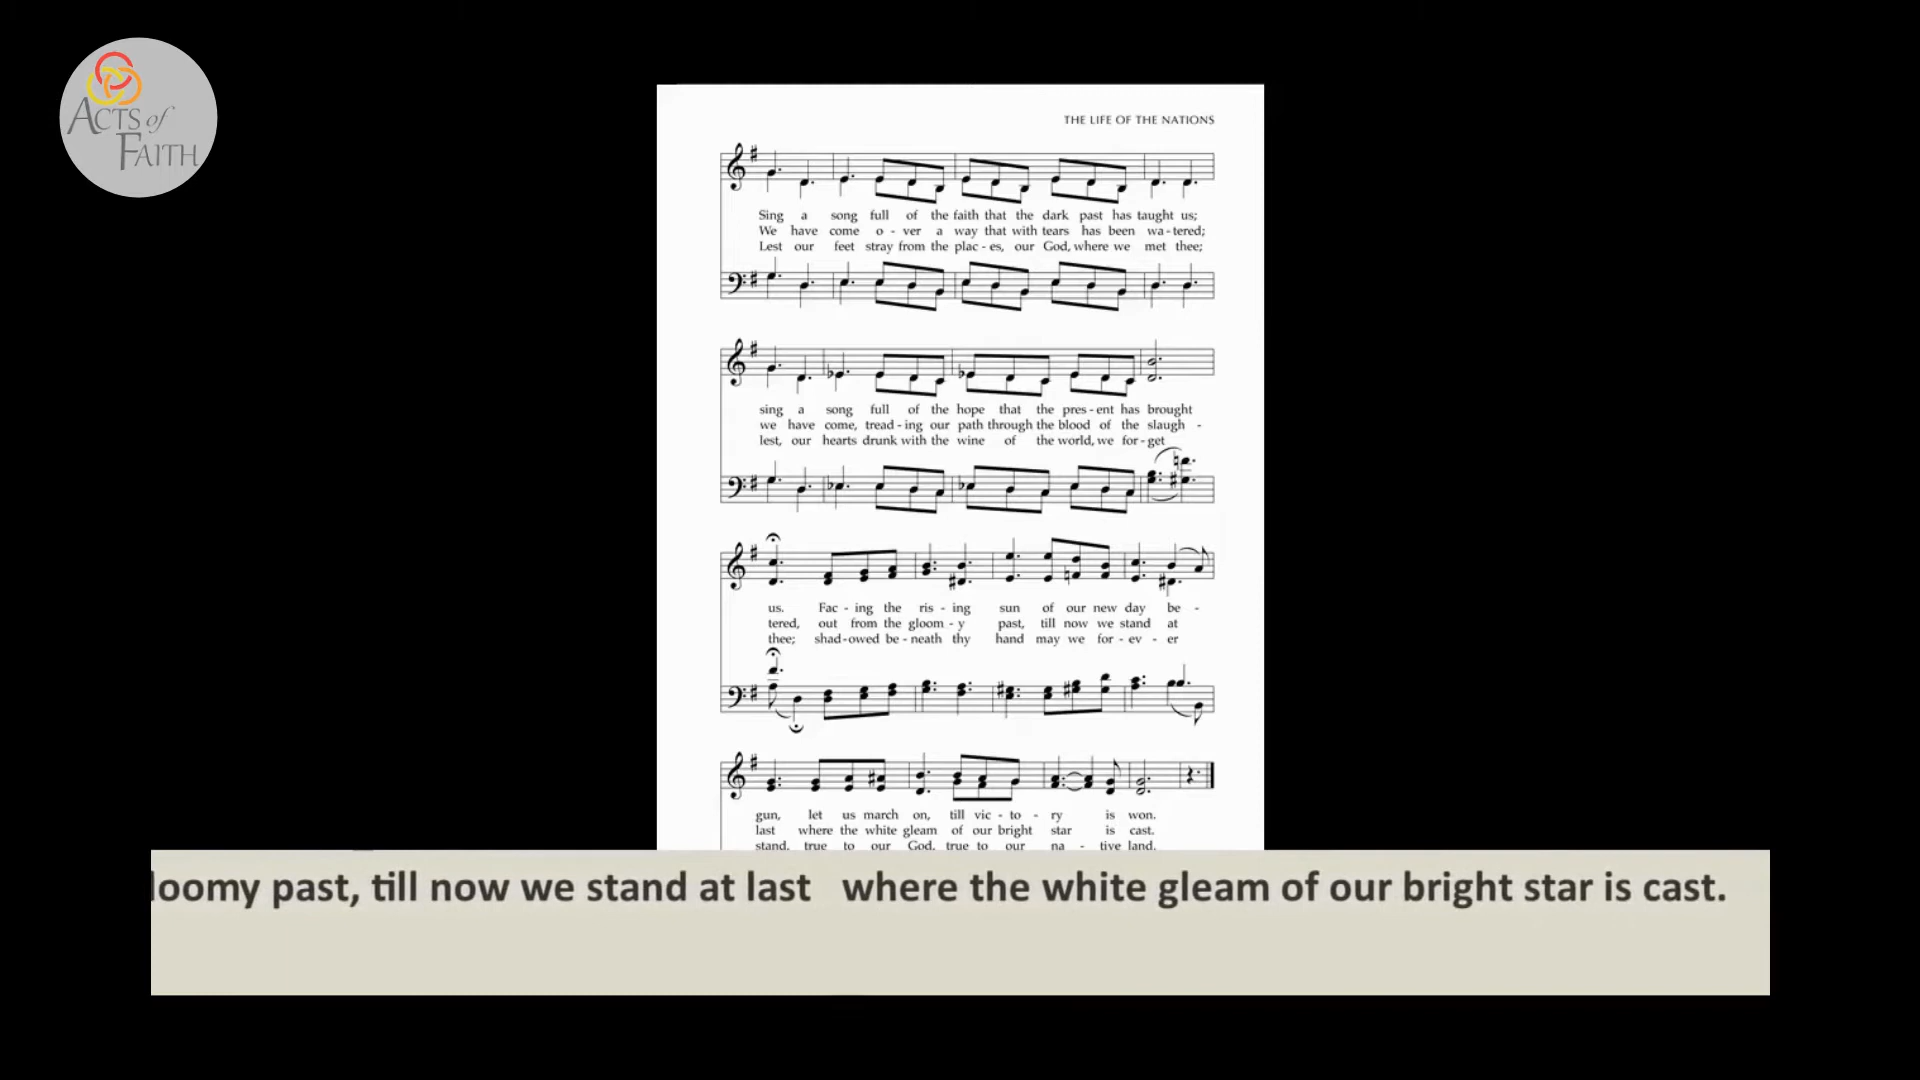 ACTS of
FAITH
THE LIFE OF THE NATIONS
Sing a song full of the faith that the dark past has taught us;
We have come o - ver a way that with tears has been wa - tered;
Lest our feet stray from the plac - es, our God, where we met thee;
sing a song full of the hope that the pres - ent has brought
we have come, tread - ing our path through the blood of the slaugh -
lest, our hearts drunk with the wine of the world, we for - get
us. Fac - ing the ris - ing sun of our new day be -
tered, out from the gloom - y past, till now we stand at
thee; shad - owed be - neath thy hand may we for - ev - er
gun, let us march on, till vic - to - ry is won.
last where the white gleam of our bright star is cast.
stand, true to our God, true to our na - tive land.
loomy past, till now we stand at last where the white gleam of our bright star is cast.